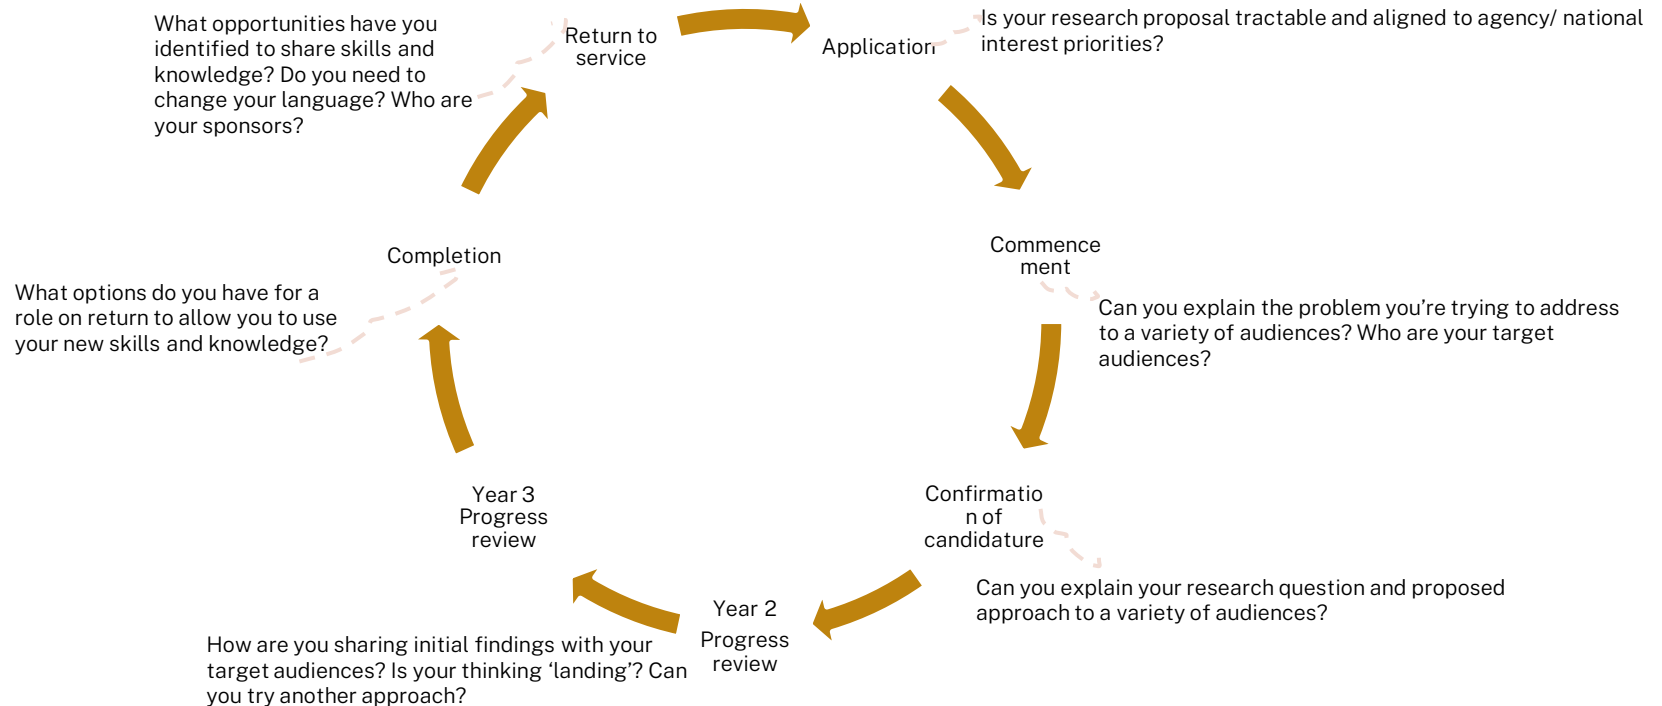 What opportunities have you
identified to share skills and
knowledge? Do you need to
change your language? Who are
your sponsors?
Return to
service
Application
Is your research proposal tractable and aligned to agency/ national
interest priorities?
Commence
ment
Can you explain the problem you’re trying to address
to a variety of audiences? Who are your target
audiences?
Confirmatio
n of
candidature
Can you explain your research question and proposed
approach to a variety of audiences?
Year 2
Progress
review
How are you sharing initial findings with your
target audiences? Is your thinking ‘landing’? Can
you try another approach?
Year 3
Progress
review
Completion
What options do you have for a
role on return to allow you to use
your new skills and knowledge?